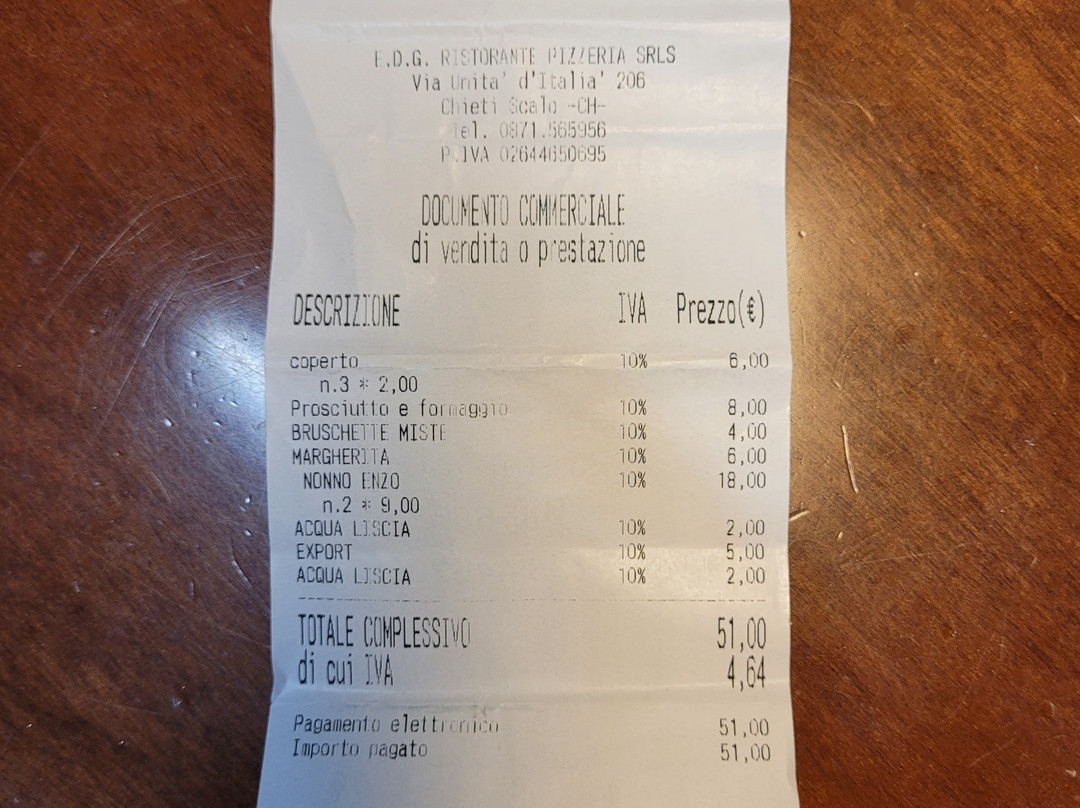 E.D.G. RISTORANTE PIZZERIA SRLS
Via Unita' d'Italia' 206
Chieti Scalo -CH-
Tel. 0871.565956
P.IVA 02644650695
DOCUMENTO COMMERCIALE
di vendita o prestazione
DESCRIZIONE IVA Prezzo(€)
coperto 10% 6,00
n.3 * 2,00
Prosciutto e formaggio 10% 8,00
BRUSCHETTE MISTE 10% 4,00
MARGHERITA 10% 6,00
NONNO ENZO 10% 18,00
n.2 * 9,00
ACQUA LISCIA 10% 2,00
EXPORT 10% 5,00
ACQUA LISCIA 10% 2,00
TOTALE COMPLESSIVO 51,00
di cui IVA 4,64
Pagamento elettronico 51,00
Importo pagato 51,00